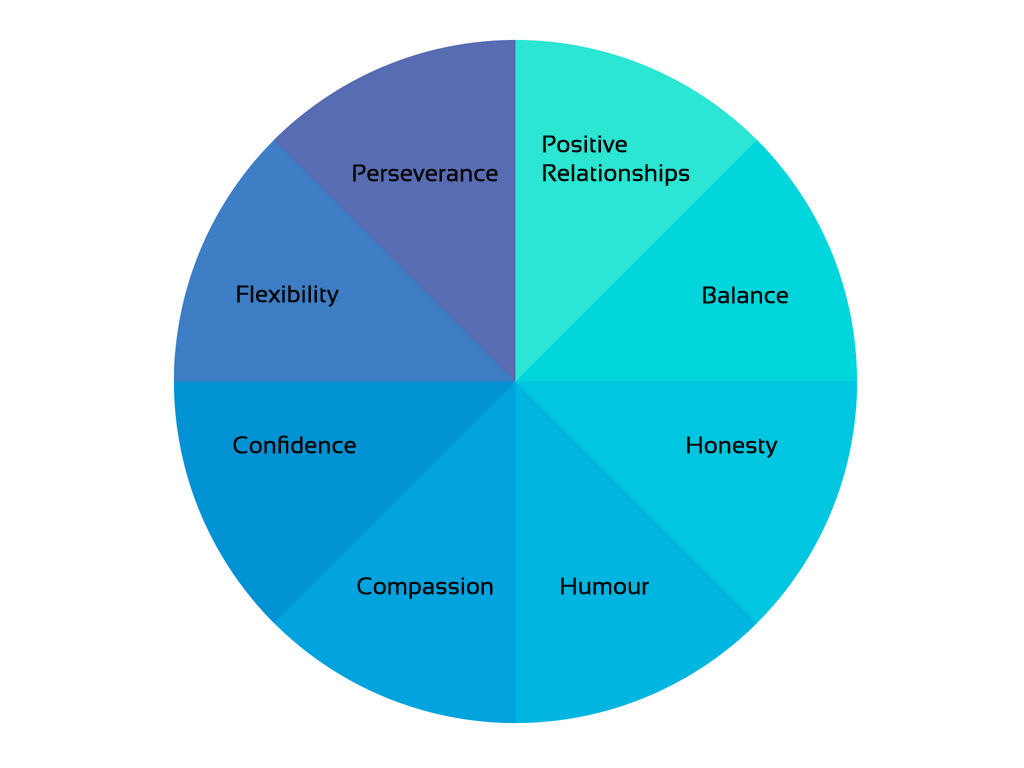 Positive
Relationships
Perseverance
Flexibility
Balance
Confidence
Honesty
Compassion
Humour